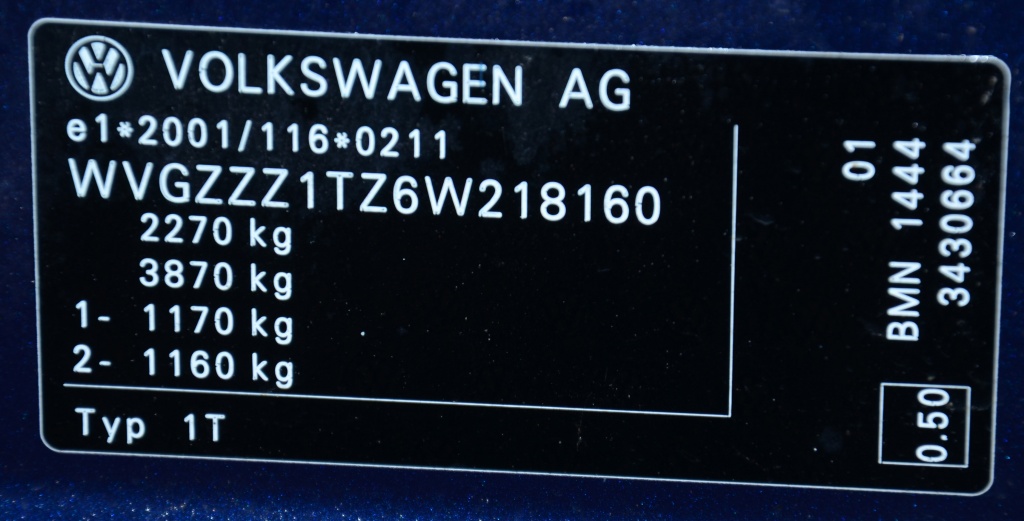 VOLKSWAGEN AG
e1*2001/116*0211
WVGZZZ1TZ6W218160
2270 kg
3870 kg
1- 1170 kg
2- 1160 kg
Typ 1T
01
BMN 1444
3430664
0.50